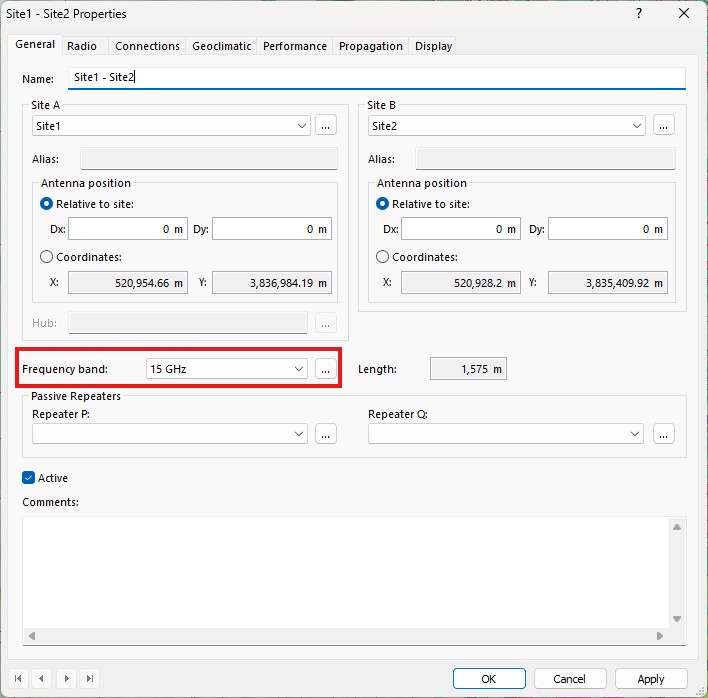 Site1 - Site2 Properties ?
General Radio Connections Geoclimatic Performance Propagation Display
Name: Site1 - Site2
Site A Site B
Site1 ... Site2 ...
Alias: Alias:
Antenna position Antenna position
Relative to site: Relative to site:
Dx: 0 m Dy: 0 m Dx: 0 m Dy: 0 m
Coordinates: Coordinates:
X: 520,954.66 m Y: 3,836,984.19 m X: 520,928.2 m Y: 3,835,409.92 m
Hub: ...
Frequency band: 15 GHz ... Length: 1,575 m
Passive Repeaters
Repeater P: Repeater Q:
... ...
Active
Comments:
OK Cancel Apply